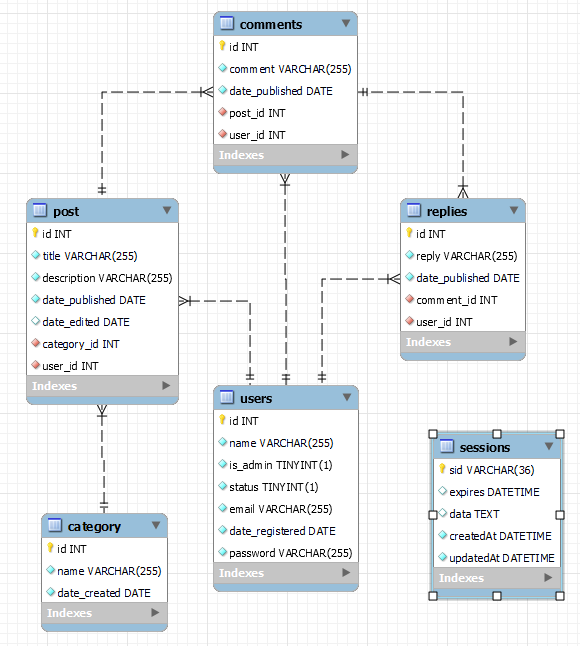 comments
id INT
comment VARCHAR(255)
date_published DATE
post_id INT
user_id INT
Indexes
post
id INT
title VARCHAR(255)
description VARCHAR(255)
date_published DATE
date_edited DATE
category_id INT
user_id INT
Indexes
replies
id INT
reply VARCHAR(255)
date_published DATE
comment_id INT
user_id INT
Indexes
users
id INT
name VARCHAR(255)
is_admin TINYINT(1)
status TINYINT(1)
email VARCHAR(255)
date_registered DATE
password VARCHAR(255)
Indexes
sessions
sid VARCHAR(36)
expires DATETIME
data TEXT
createdAt DATETIME
updatedAt DATETIME
Indexes
category
id INT
name VARCHAR(255)
date_created DATE
Indexes